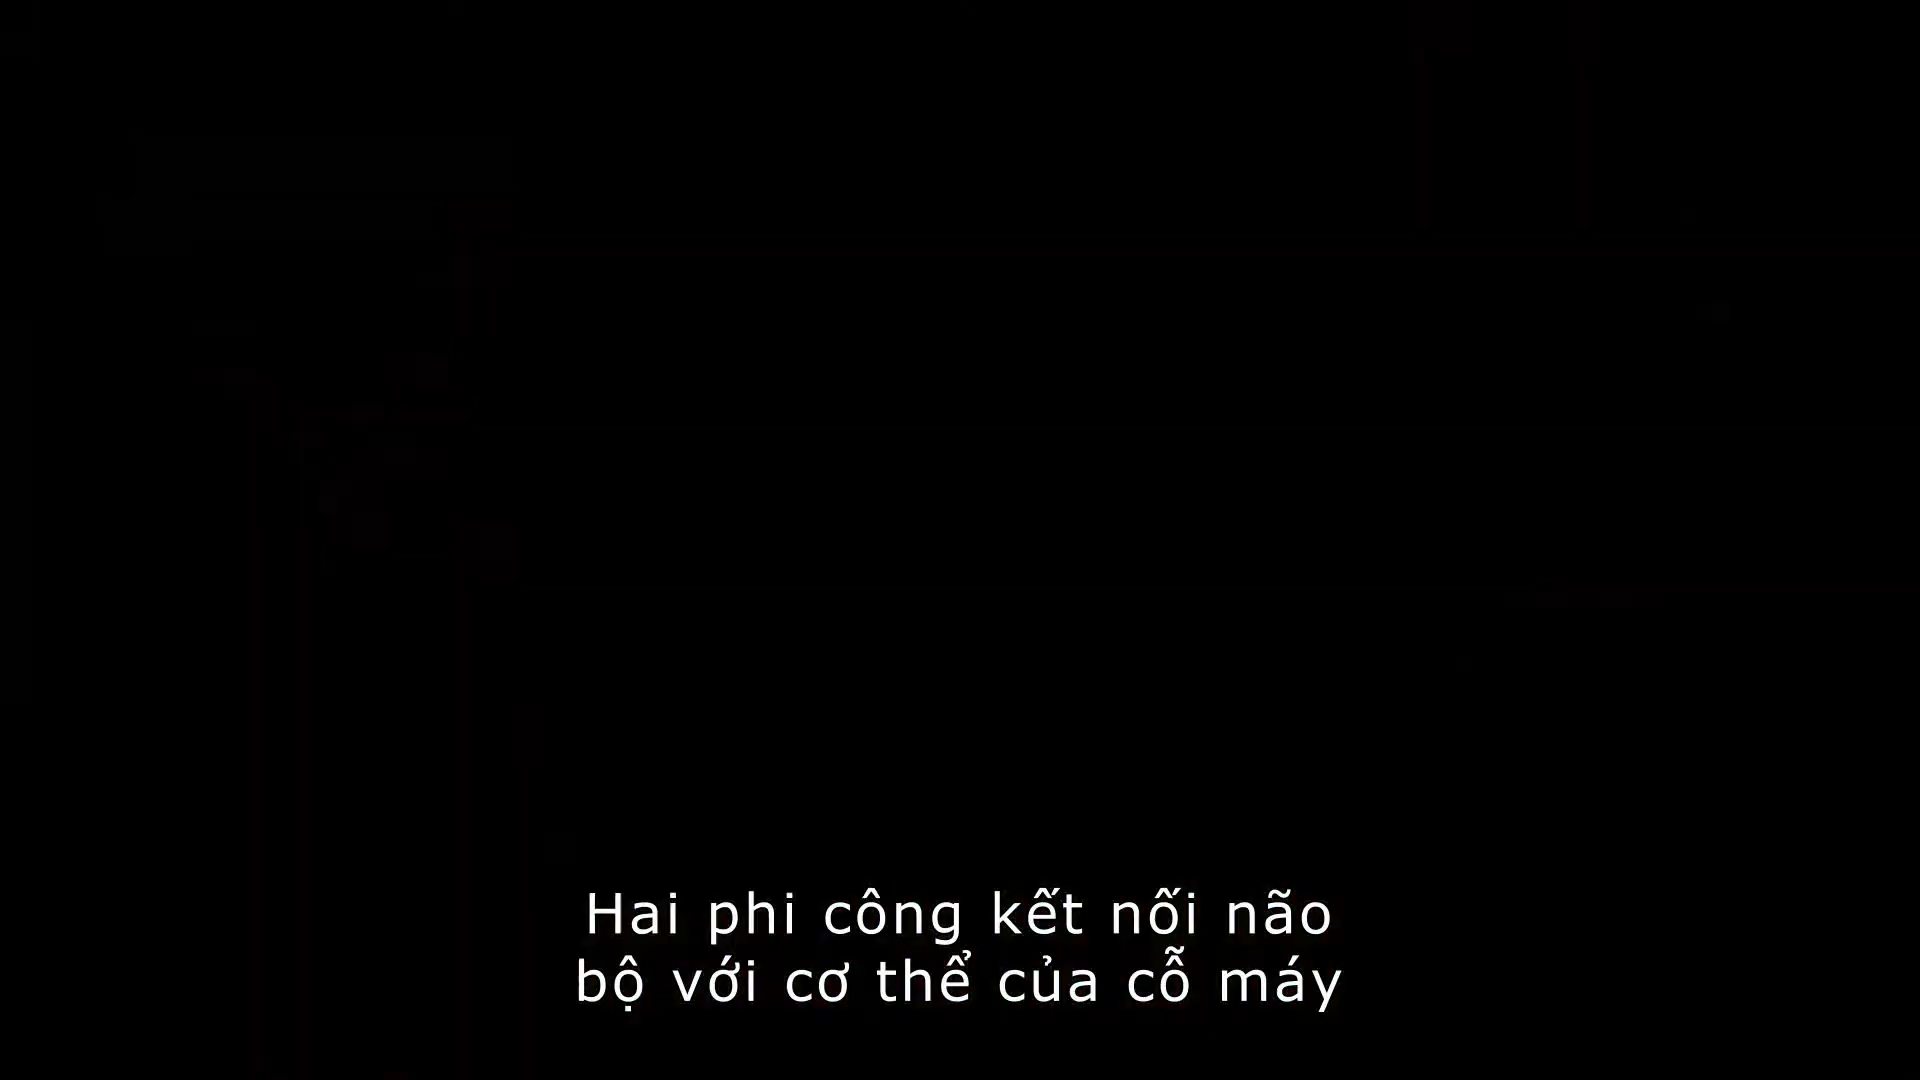 Hai phi công kết nối não
bộ với cơ thể của cỗ máy